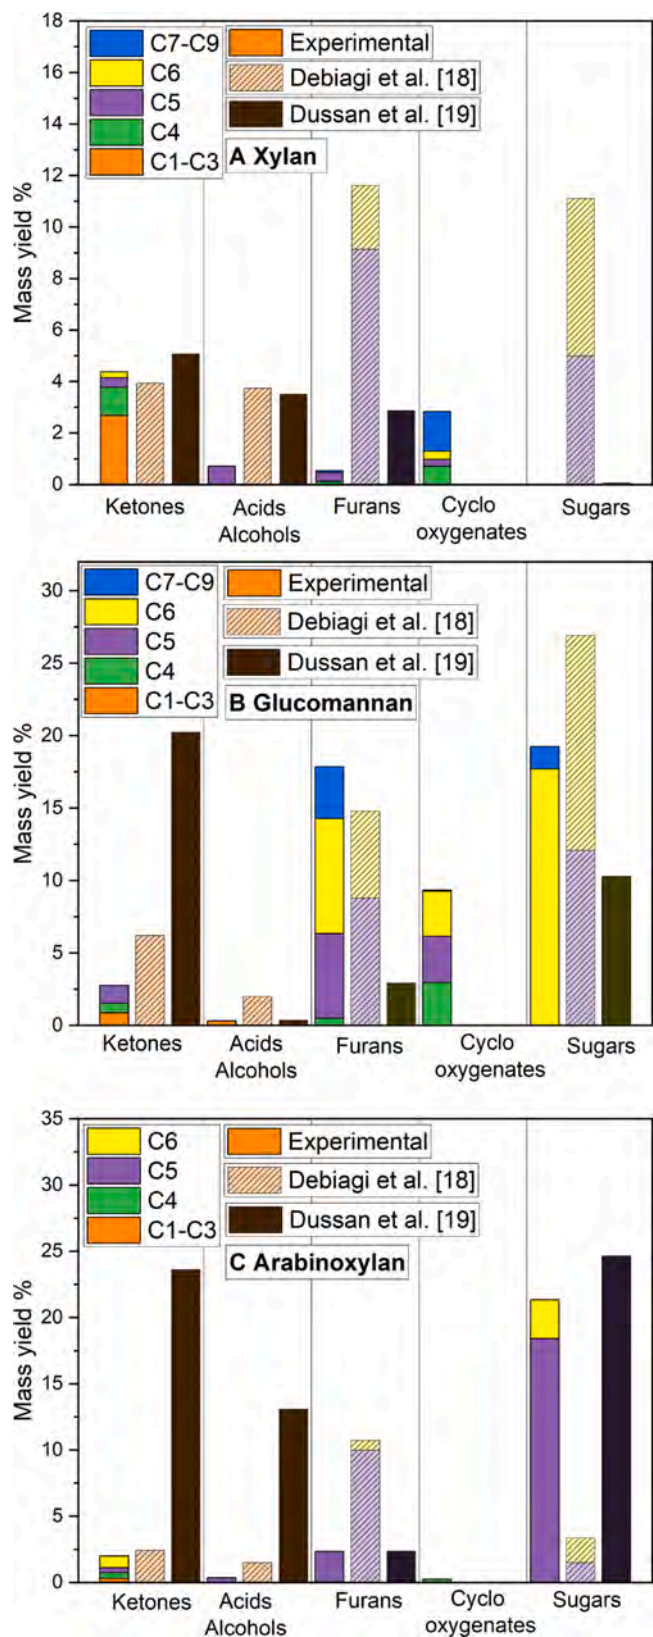 18
16
14
12
10
8
6
4
2
0
Mass yield %
C7-C9
C6
C5
C4
C1-C3
Experimental
Debiagi et al. [18]
Dussan et al. [19]
A Xylan
Ketones
Acids
Alcohols
Furans
Cyclo
oxygenates
Sugars
30
25
20
15
10
5
0
Mass yield %
C7-C9
C6
C5
C4
C1-C3
Experimental
Debiagi et al. [18]
Dussan et al. [19]
B Glucomannan
Ketones
Acids
Alcohols
Furans
Cyclo
oxygenates
Sugars
35
30
25
20
15
10
5
0
Mass yield %
C6
C5
C4
C1-C3
Experimental
Debiagi et al. [18]
Dussan et al. [19]
C Arabinoxylan
Ketones
Acids
Alcohols
Furans
Cyclo
oxygenates
Sugars